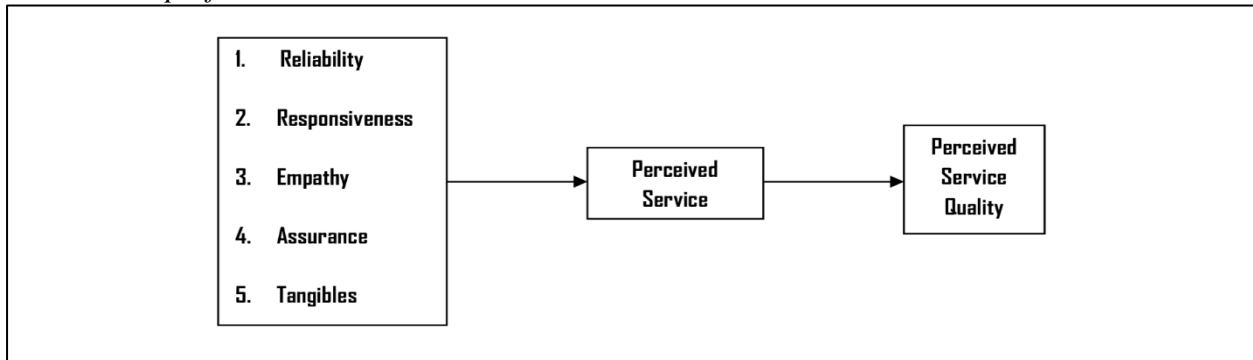 1. Reliability
2. Responsiveness
3. Empathy
4. Assurance
5. Tangibles
Perceived
Service
Perceived
Service
Quality